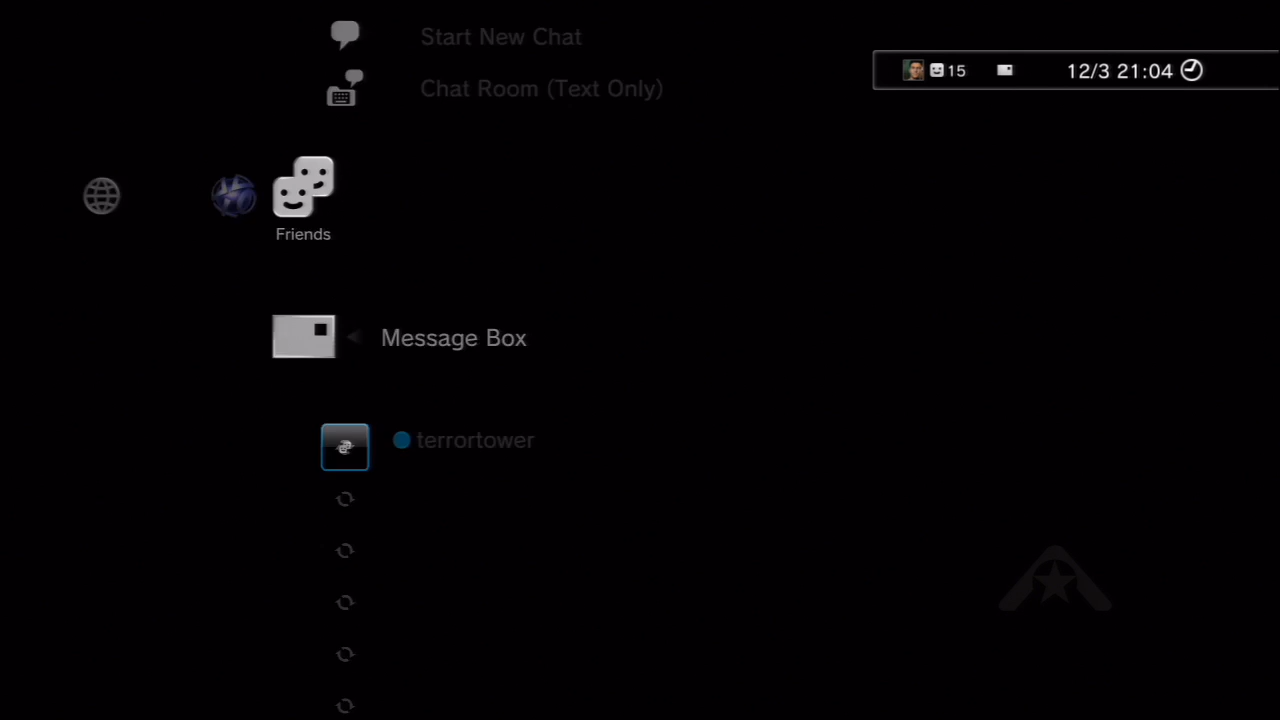 Start New Chat
Chat Room (Text Only)
15
12/3 21:04
Friends
Message Box
terrortower